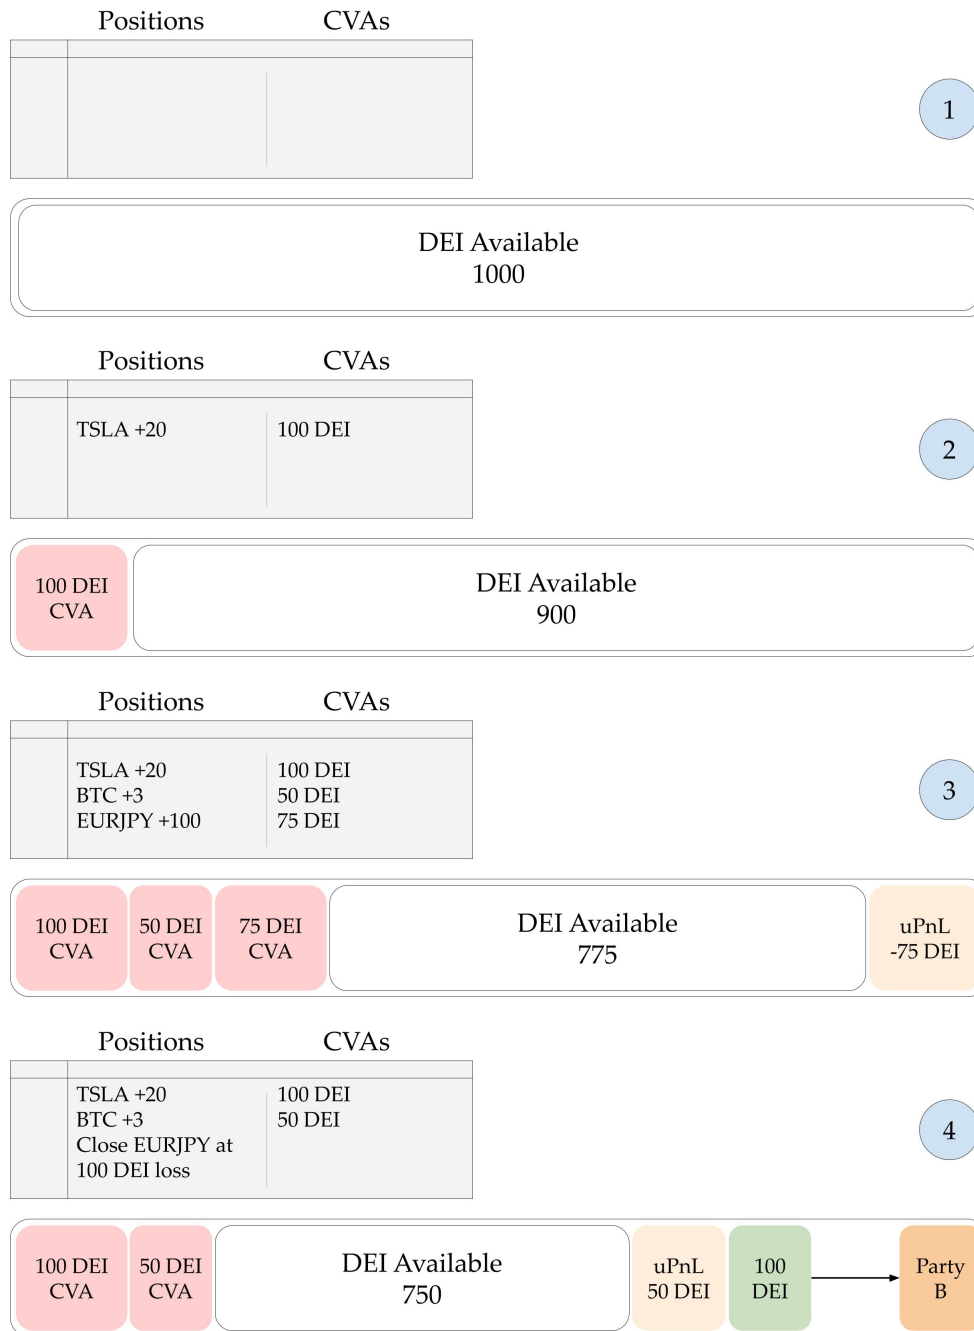 Positions CVAs
1
DEI Available
1000
Positions CVAs
TSLA +20 100 DEI
2
100 DEI
CVA
DEI Available
900
Positions CVAs
TSLA +20 100 DEI
BTC +3 50 DEI
EURJPY +100 75 DEI
3
100 DEI
CVA
50 DEI
CVA
75 DEI
CVA
DEI Available
775
uPnL
-75 DEI
Positions CVAs
TSLA +20 100 DEI
BTC +3 50 DEI
Close EURJPY at
100 DEI loss
4
100 DEI
CVA
50 DEI
CVA
DEI Available
750
uPnL
50 DEI
100
DEI
Party
B